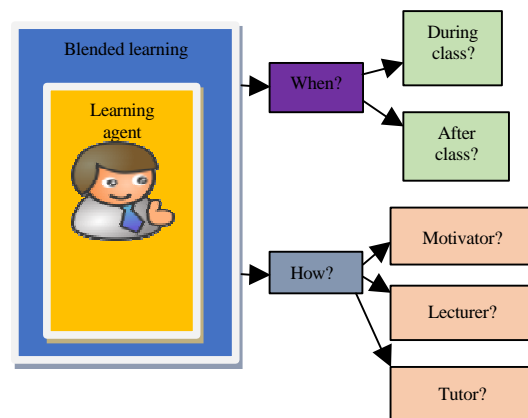 Blended learning
Learning
agent
When?
During
class?
After
class?
How?
Motivator?
Lecturer?
Tutor?